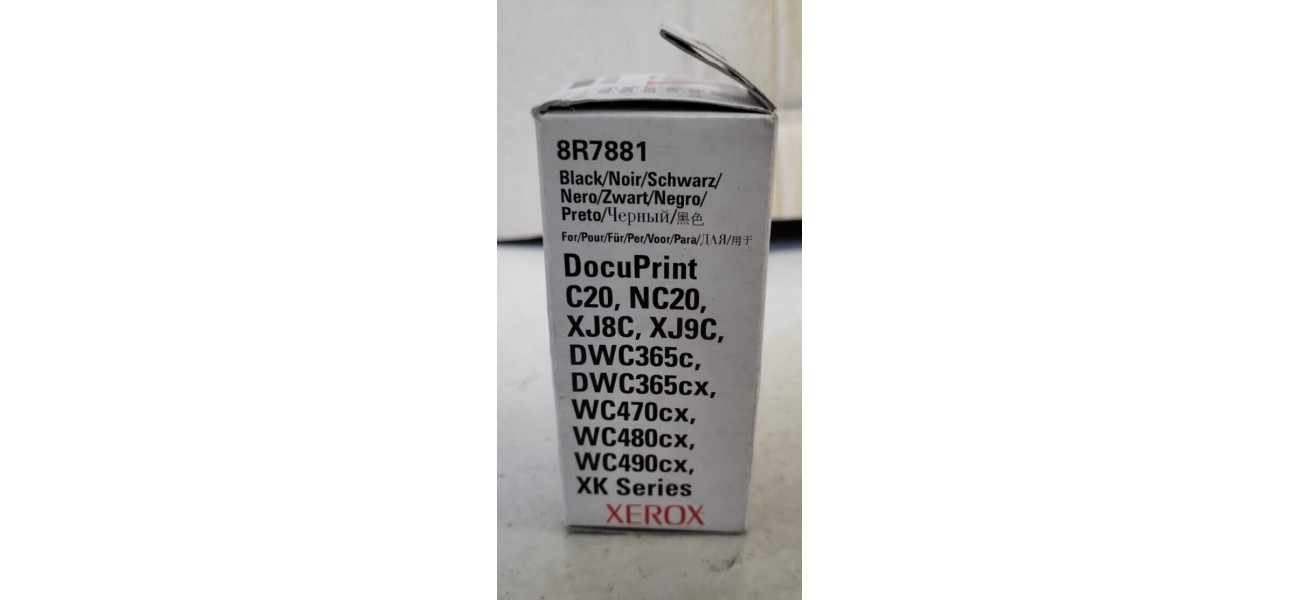 8R7881
Black/Noir/Schwarz/
Nero/Zwart/Negro/
Preto/Черный/黑色
For/Pour/Für/Per/Voor/Para/ДЛЯ/用于
DocuPrint
C20, NC20,
XJ8C, XJ9C,
DWC365c,
DWC365cx,
WC470cx,
WC480cx,
WC490cx,
XK Series
XEROX